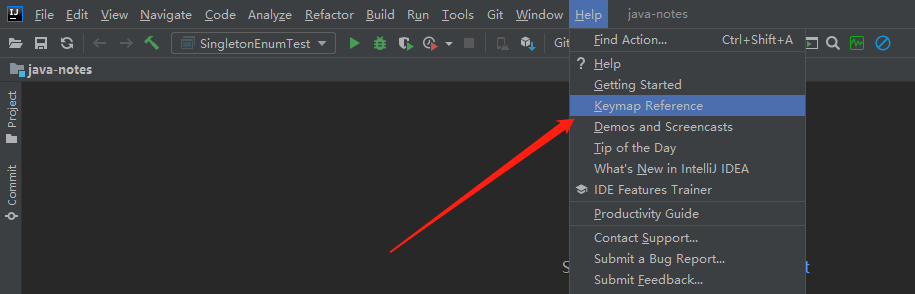 IJ File Edit View Navigate Code Analyze Refactor Build Run Tools Git Window Help java-notes
SingletonEnumTest Git
java-notes
Project
Commit
Find Action... Ctrl+Shift+A
? Help
Getting Started
Keymap Reference
Demos and Screencasts
Tip of the Day
What's New in IntelliJ IDEA
IDE Features Trainer
Productivity Guide
Contact Support...
Submit a Bug Report...
Submit Feedback...